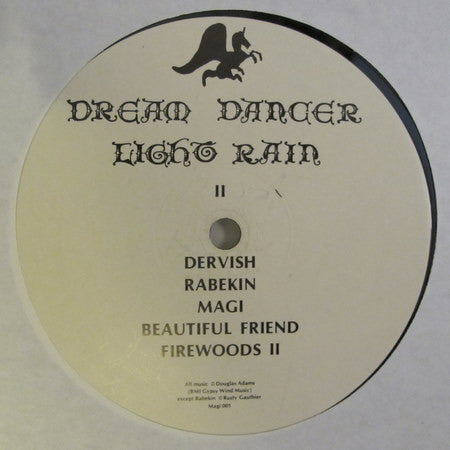 DREAM DANCER
LIGHT RAIN
II
DERVISH
RABEKIN
MAGI
BEAUTIFUL FRIEND
FIREWOODS II
All music ©Douglas Adams
(BMI Gypsy Wind Music)
except Rabekin ©Rusty Gauthier
Magi 001